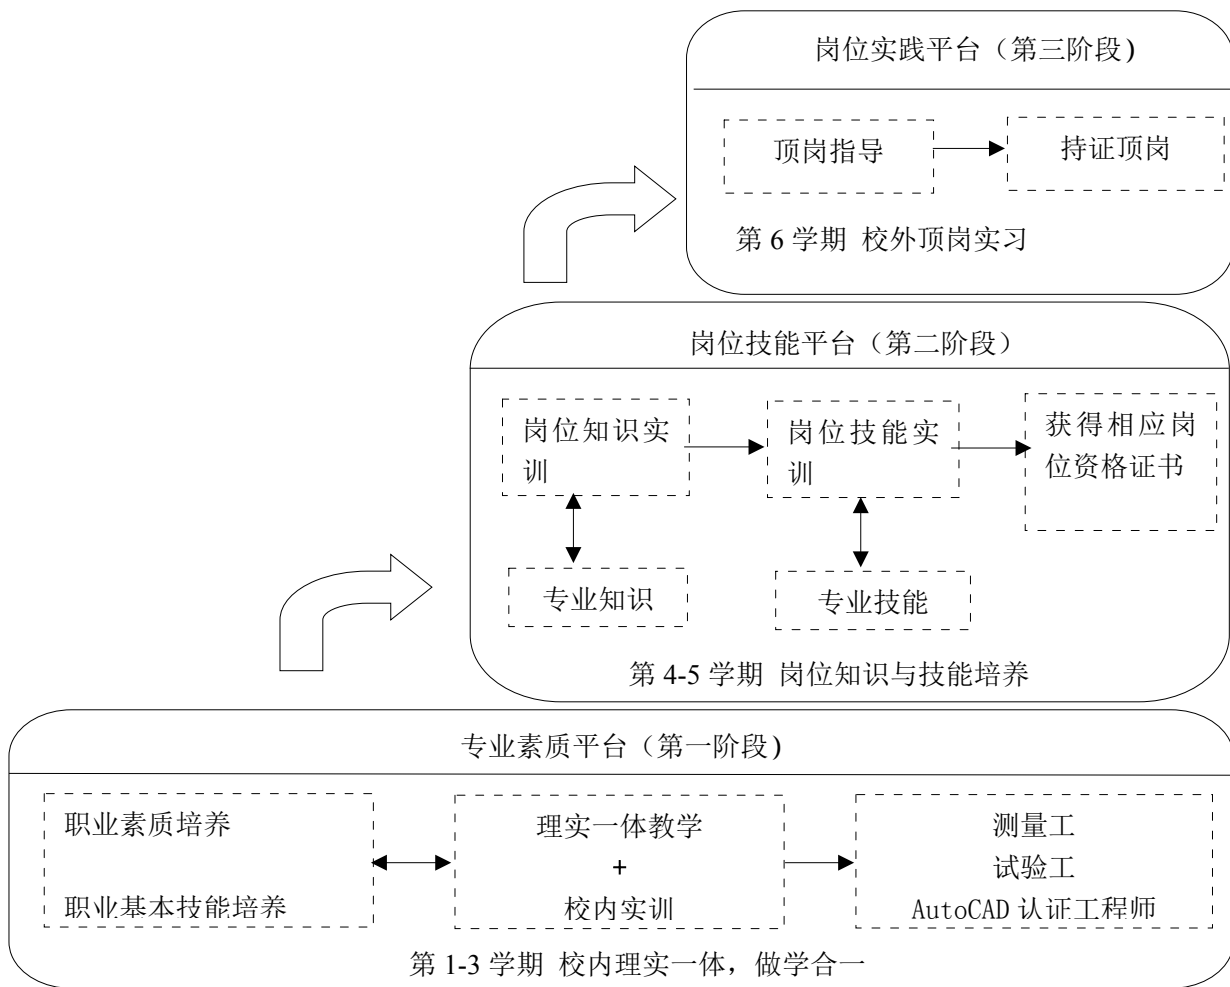 岗位实践平台（第三阶段)
顶岗指导
持证顶岗
第 6 学期 校外顶岗实习
岗位技能平台（第二阶段）
岗位知识实
训
岗位技能实
训
获得相应岗
位资格证书
专业知识
专业技能
第 4-5 学期 岗位知识与技能培养
专业素质平台（第一阶段)
职业素质培养
职业基本技能培养
理实一体教学
+
校内实训
测量工
试验工
AutoCAD 认证工程师
第 1-3 学期 校内理实一体，做学合一